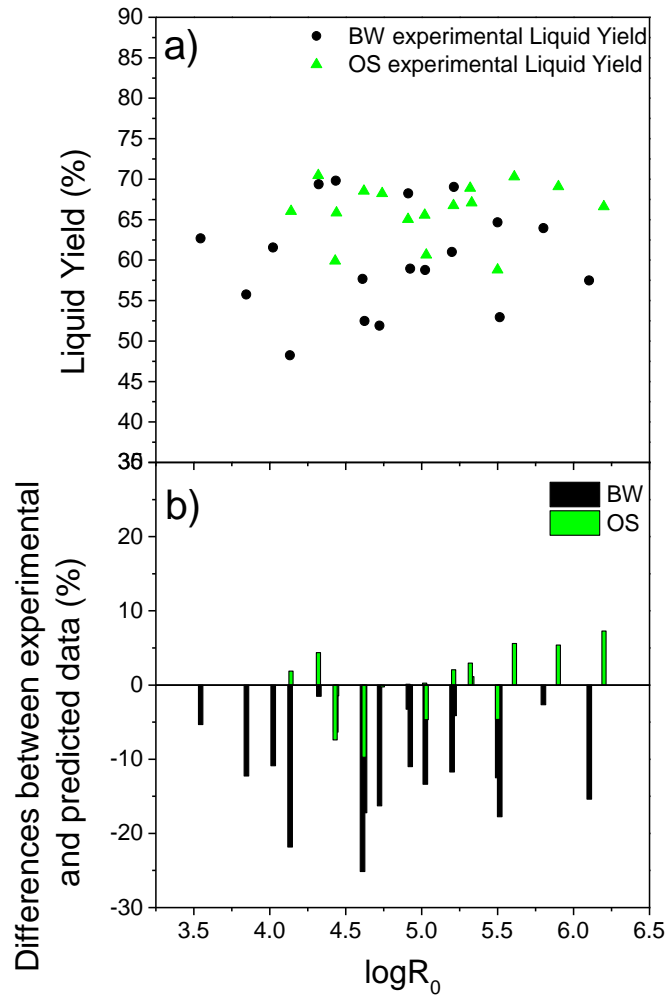 a)
BW experimental Liquid Yield
OS experimental Liquid Yield
Liquid Yield (%)
90
85
80
75
70
65
60
55
50
45
40
35
30
b)
BW
OS
Differences between experimental
and predicted data (%)
20
10
0
-10
-20
-30
3.5 4.0 4.5 5.0 5.5 6.0 6.5
logR0